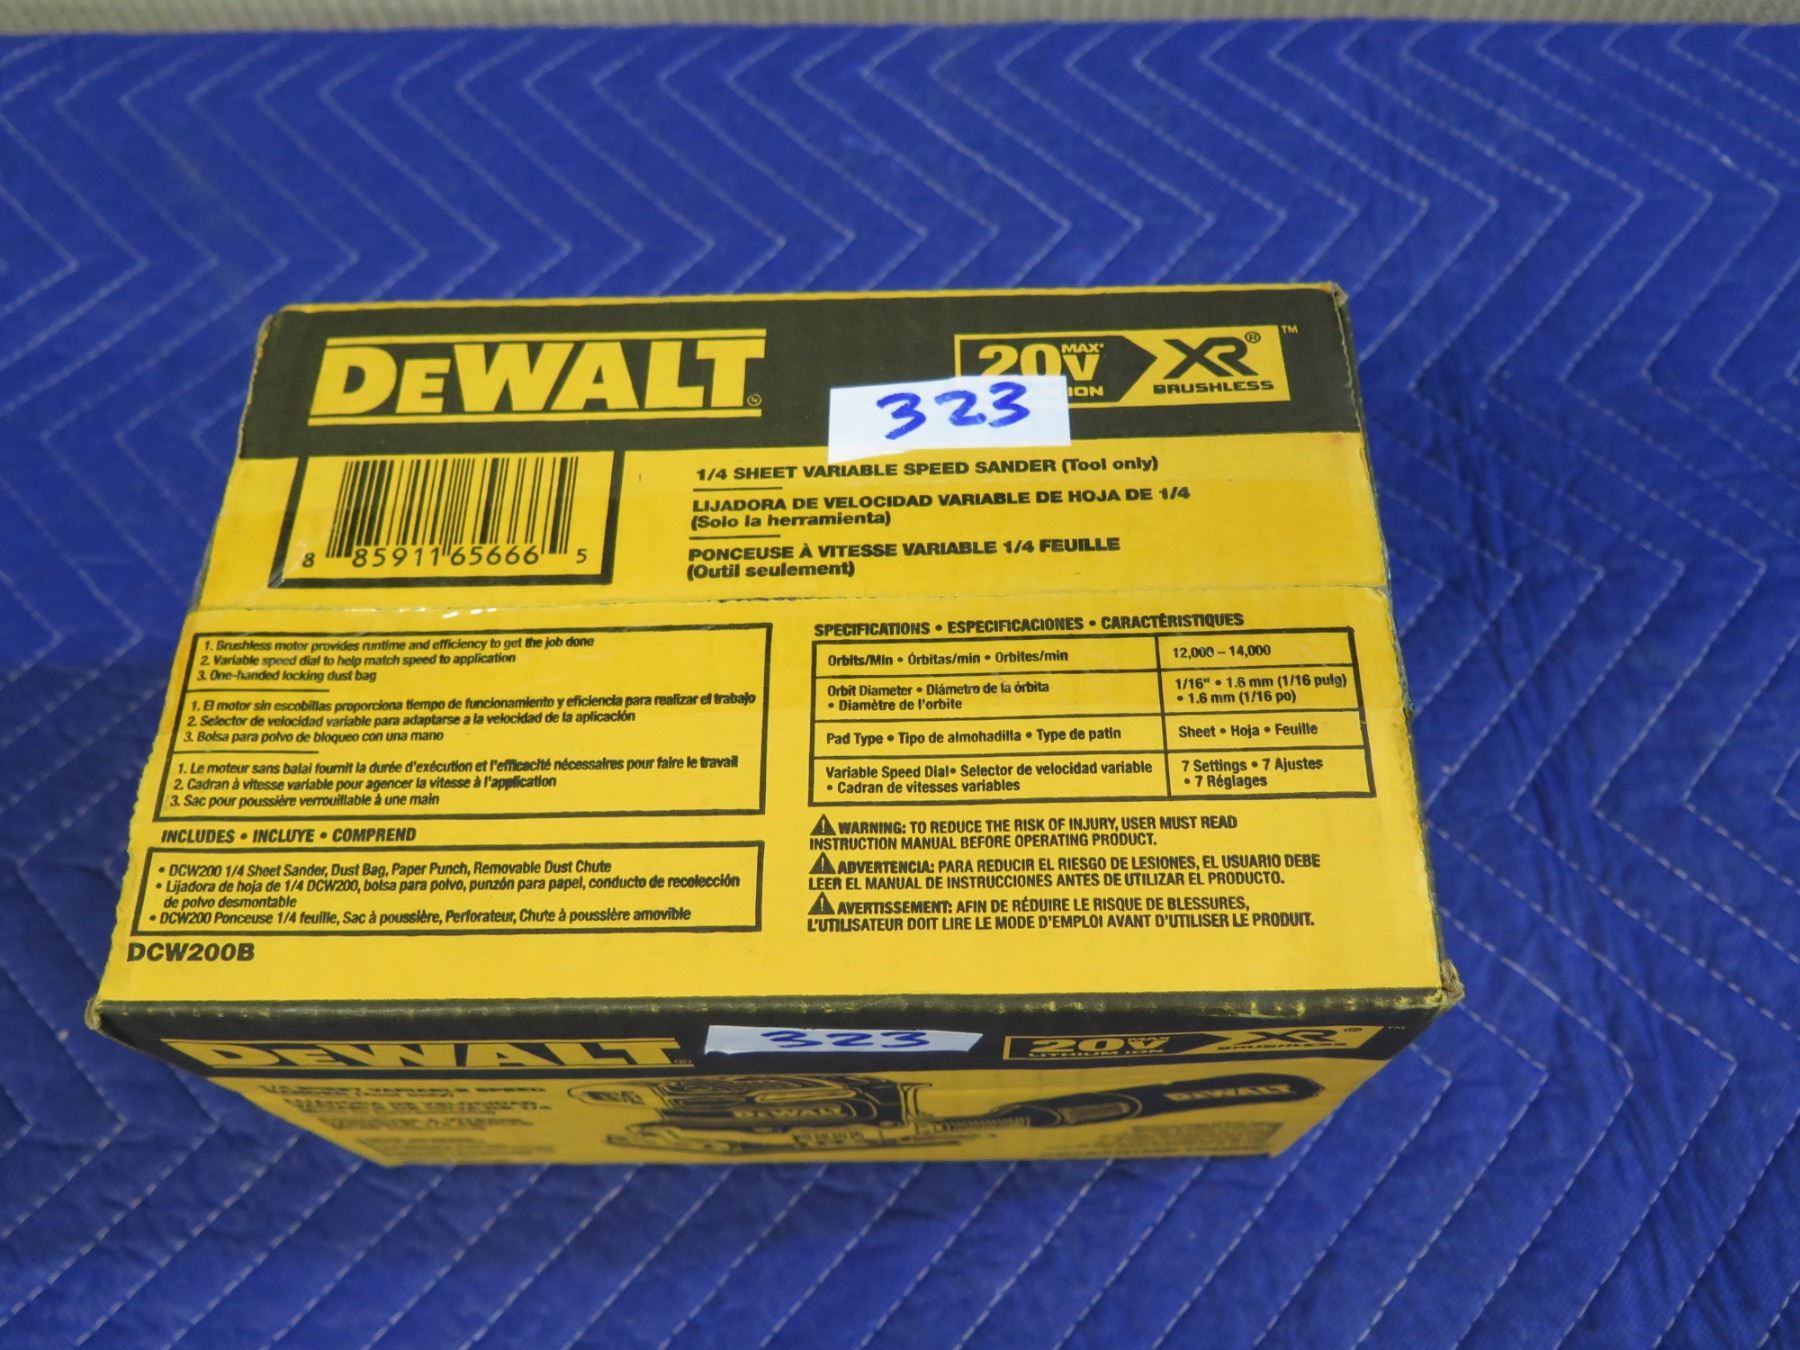 DEWALT®
20V MAX* XR® ™
ION BRUSHLESS
323
1/4 SHEET VARIABLE SPEED SANDER (Tool only)
LIJADORA DE VELOCIDAD VARIABLE DE HOJA DE 1/4
(Solo la herramienta)
PONCEUSE À VITESSE VARIABLE 1/4 FEUILLE
(Outil seulement)
8 85911 65666 5
1. Brushless motor provides runtime and efficiency to get the job done
2. Variable speed dial to help match speed to application
3. One-handed locking dust bag
1. El motor sin escobillas proporciona tiempo de funcionamiento y eficiencia para realizar el trabajo
2. Selector de velocidad variable para adaptarse a la velocidad de la aplicación
3. Bolsa para polvo de bloqueo con una mano
1. Le moteur sans balai fournit la durée d'exécution et l'efficacité nécessaires pour faire le travail
2. Cadran à vitesse variable pour agencer la vitesse à l'application
3. Sac pour poussière verrouillable à une main
INCLUDES • INCLUYE • COMPREND
• DCW200 1/4 Sheet Sander, Dust Bag, Paper Punch, Removable Dust Chute
• Lijadora de hoja de 1/4 DCW200, bolsa para polvo, punzón para papel, conducto de recolección
de polvo desmontable
• DCW200 Ponceuse 1/4 feuille, Sac à poussière, Perforateur, Chute à poussière amovible
DCW200B
SPECIFICATIONS • ESPECIFICACIONES • CARACTÉRISTIQUES
Orbits/Min • Órbitas/min • Orbites/min
12,000 – 14,000
Orbit Diameter • Diámetro de la órbita
• Diamètre de l'orbite
1/16" • 1.6 mm (1/16 pulg)
• 1.6 mm (1/16 po)
Pad Type • Tipo de almohadilla • Type de patin
Sheet • Hoja • Feuille
Variable Speed Dial• Selector de velocidad variable
• Cadran de vitesses variables
7 Settings • 7 Ajustes
• 7 Réglages
WARNING: TO REDUCE THE RISK OF INJURY, USER MUST READ
INSTRUCTION MANUAL BEFORE OPERATING PRODUCT.
ADVERTENCIA: PARA REDUCIR EL RIESGO DE LESIONES, EL USUARIO DEBE
LEER EL MANUAL DE INSTRUCCIONES ANTES DE UTILIZAR EL PRODUCTO.
AVERTISSEMENT: AFIN DE RÉDUIRE LE RISQUE DE BLESSURES,
L'UTILISATEUR DOIT LIRE LE MODE D'EMPLOI AVANT D'UTILISER LE PRODUIT.
DEWALT®
323
20V MAX* XR® ™
LITHIUM ION BRUSHLESS
1/4 SHEET VARIABLE SPEED
DEWALT
DEWALT